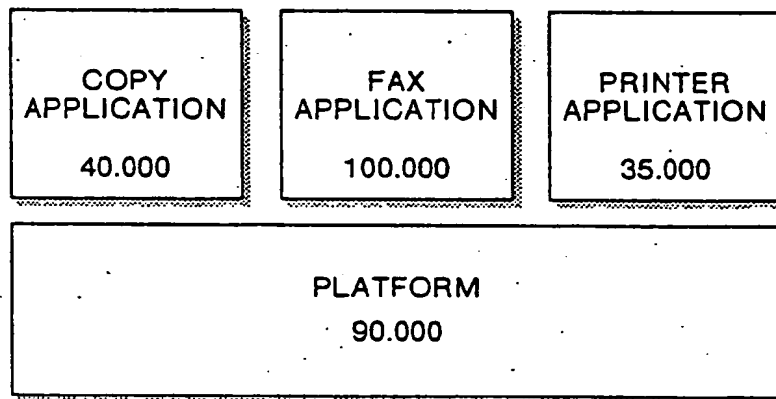 COPY
APPLICATION
40.000
FAX
APPLICATION
100.000
PRINTER
APPLICATION
35.000
PLATFORM
90.000